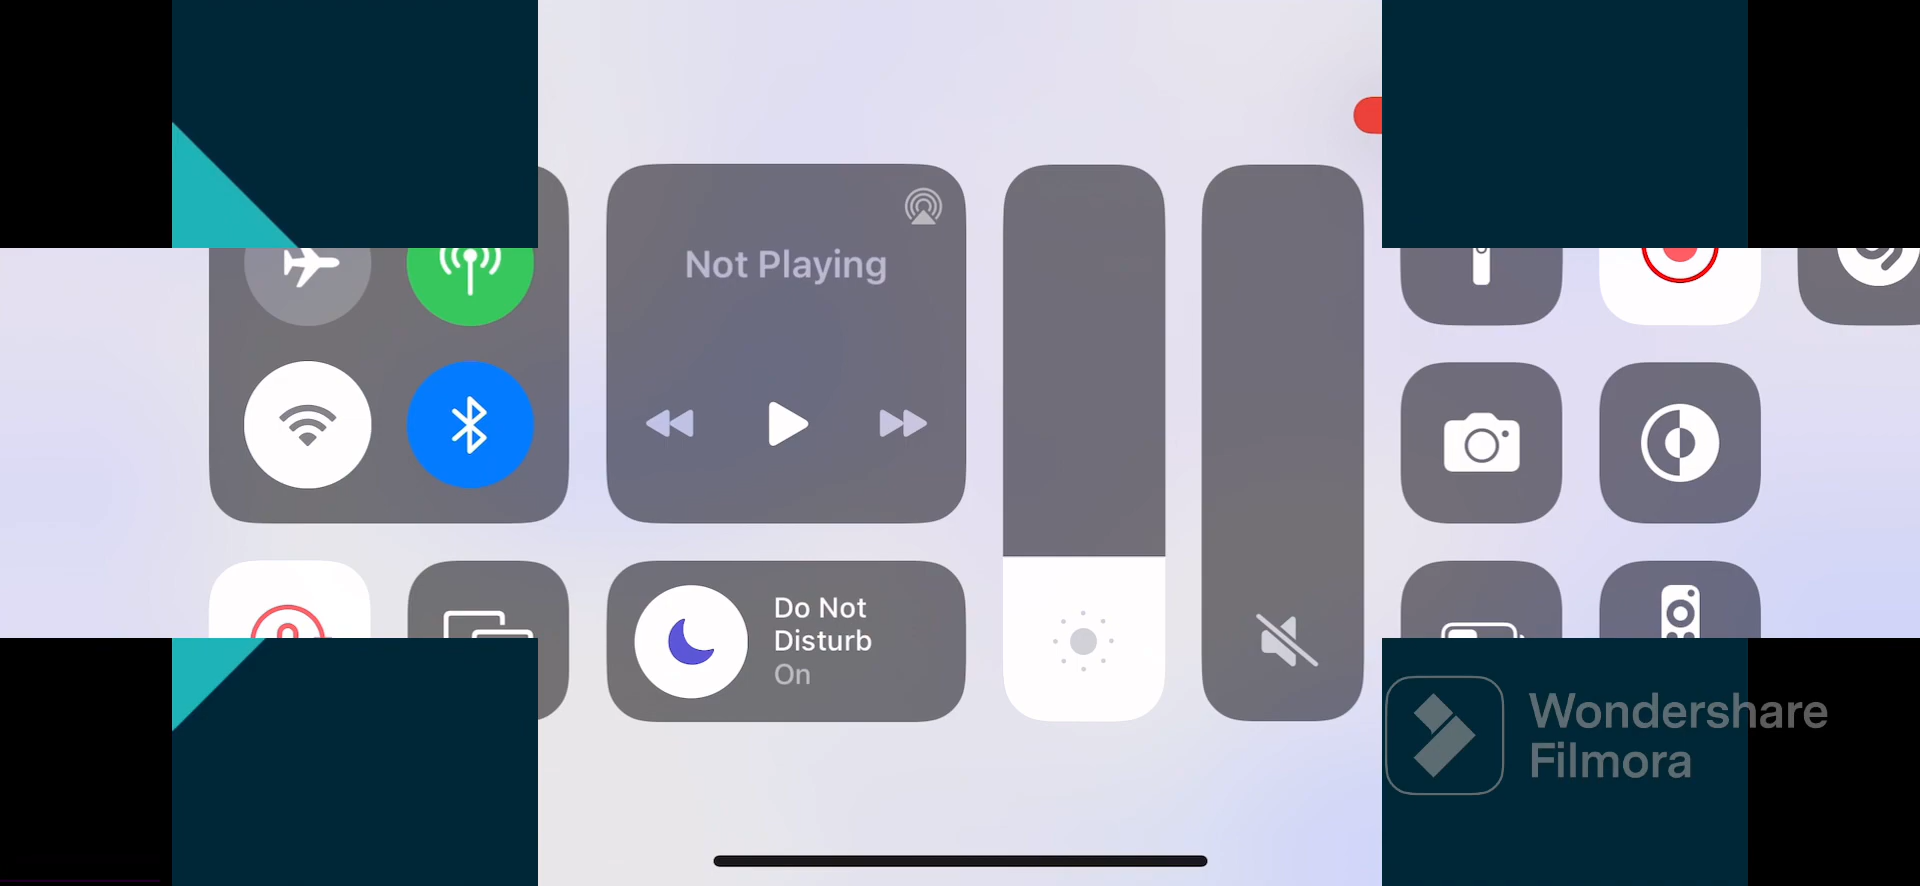 Not Playing
Do Not
Disturb
On
Wondershare
Filmora